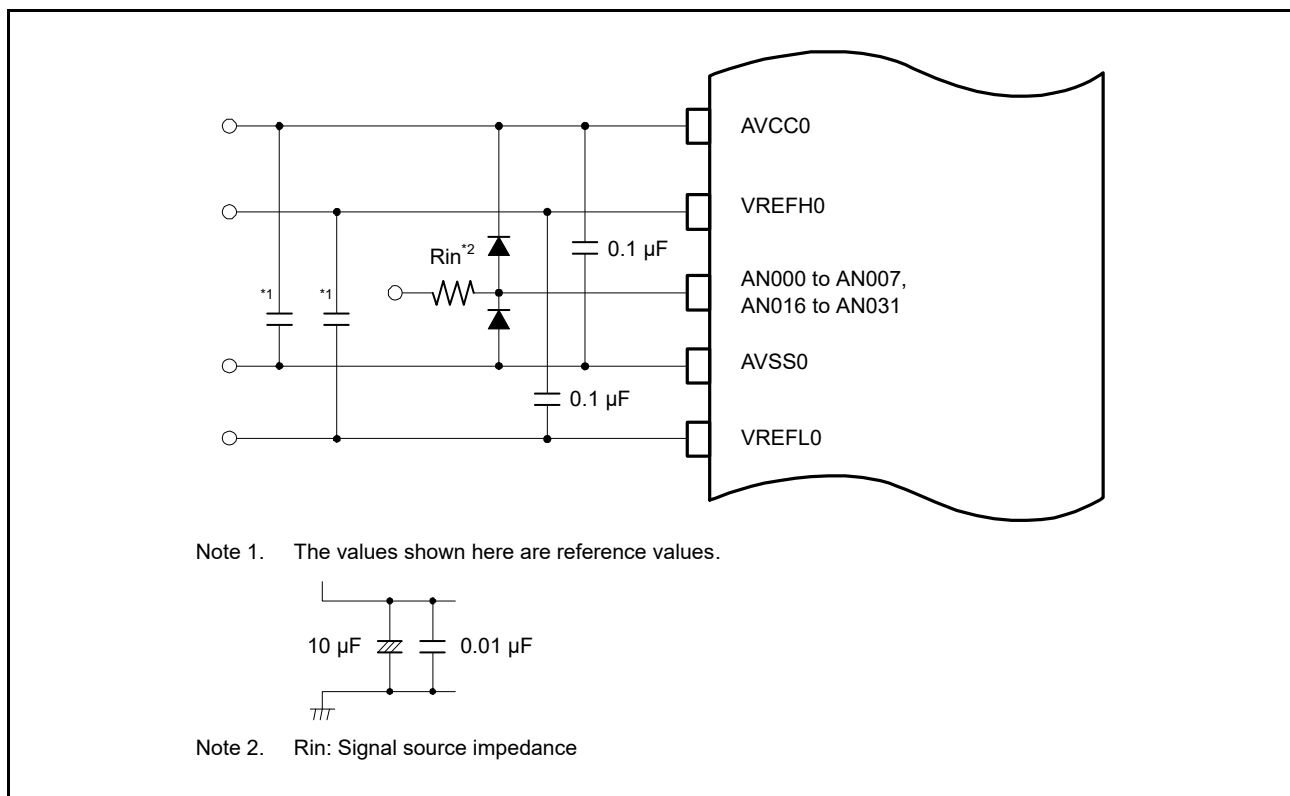 AVCC0
VREFH0
Rin*2
0.1 µF
*1
*1
AN000 to AN007,
AN016 to AN031
AVSS0
0.1 µF
VREFL0
Note 1. The values shown here are reference values.
10 µF
0.01 µF
Note 2. Rin: Signal source impedance